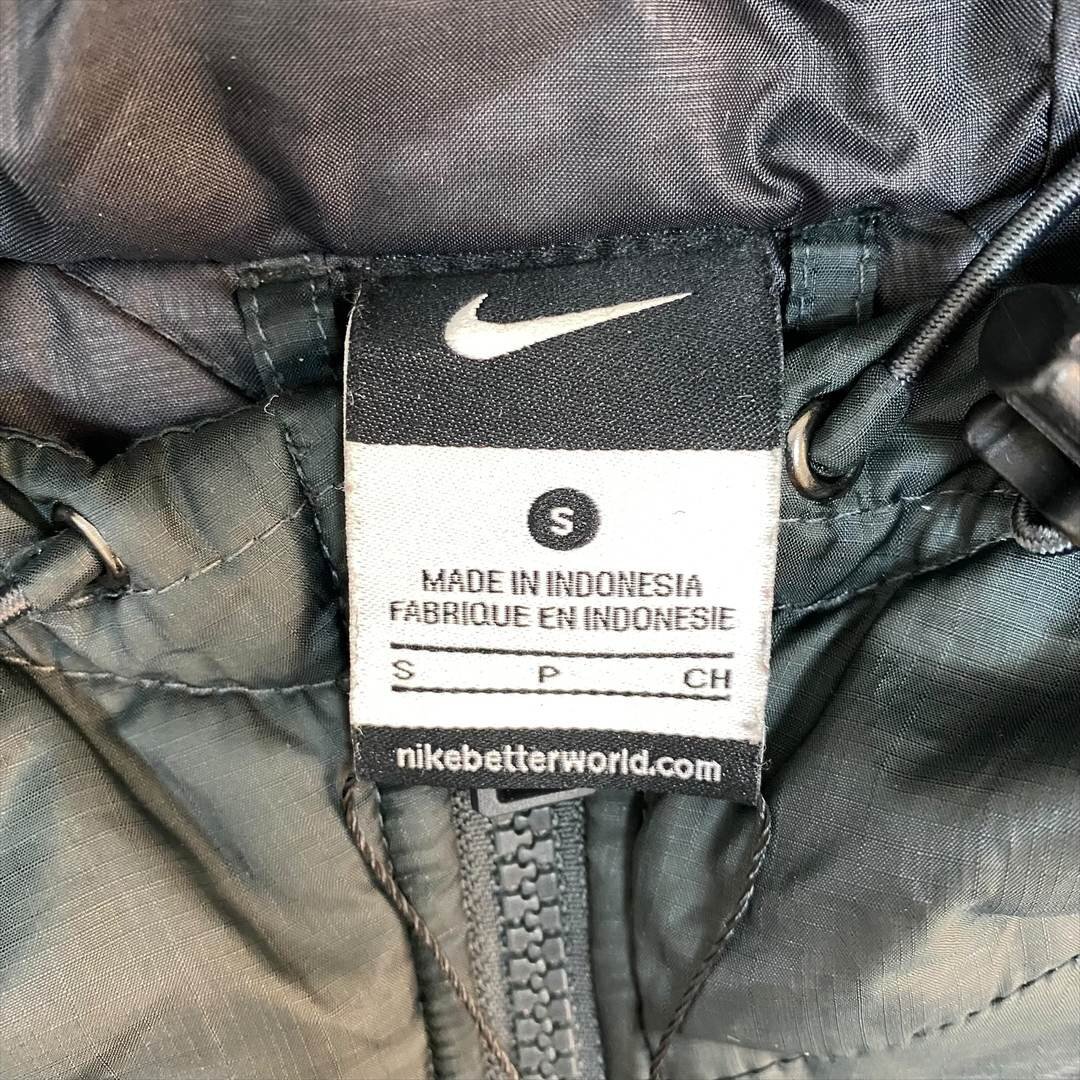 S
MADE IN INDONESIA
FABRIQUE EN INDONESIE
S P CH
nikebetterworld.com